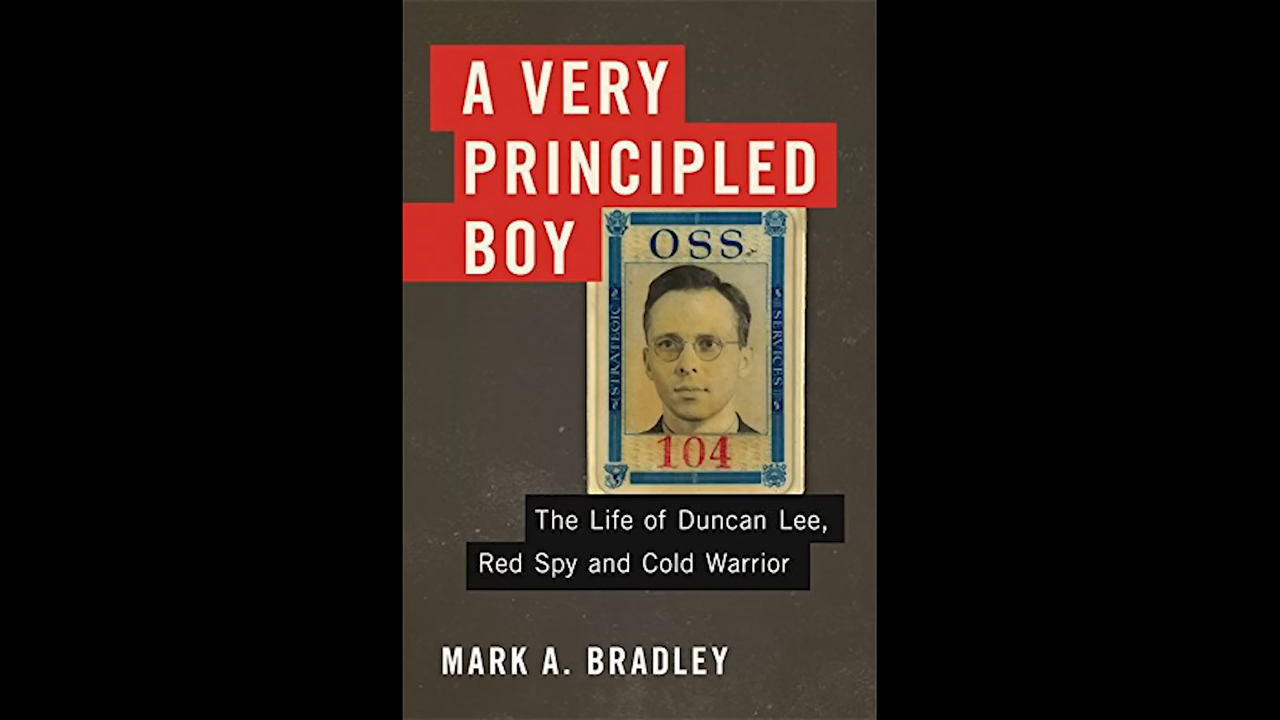 A VERY
PRINCIPLED
BOY
OSS
STRATEGIC
SERVICES
104
The Life of Duncan Lee,
Red Spy and Cold Warrior
MARK A. BRADLEY